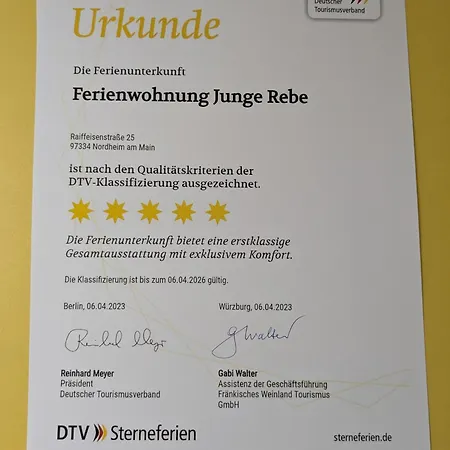 Deutscher
Tourismusverband
Urkunde
Die Ferienunterkunft
Ferienwohnung Junge Rebe
Raiffeisenstraße 25
97334 Nordheim am Main
ist nach den Qualitätskriterien der
DTV-Klassifizierung ausgezeichnet.
Die Ferienunterkunft bietet eine erstklassige
Gesamtausstattung mit exklusivem Komfort.
Die Klassifizierung ist bis zum 06.04.2026 gültig.
Berlin, 06.04.2023
Würzburg, 06.04.2023
Reinhard Meyer
GWalter
Reinhard Meyer
Präsident
Deutscher Tourismusverband
Gabi Walter
Assistenz der Geschäftsführung
Fränkisches Weinland Tourismus
GmbH
DTV Sterneferien
sterneferien.de